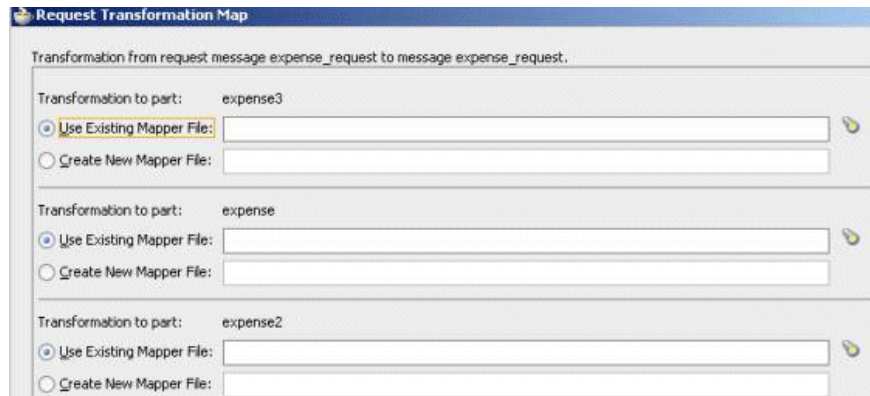 Request Transformation Map
Transformation from request message expense_request to message expense_request.
Transformation to part: expense3
Use Existing Mapper File:
Create New Mapper File:
Transformation to part: expense
Use Existing Mapper File:
Create New Mapper File:
Transformation to part: expense2
Use Existing Mapper File:
Create New Mapper File: